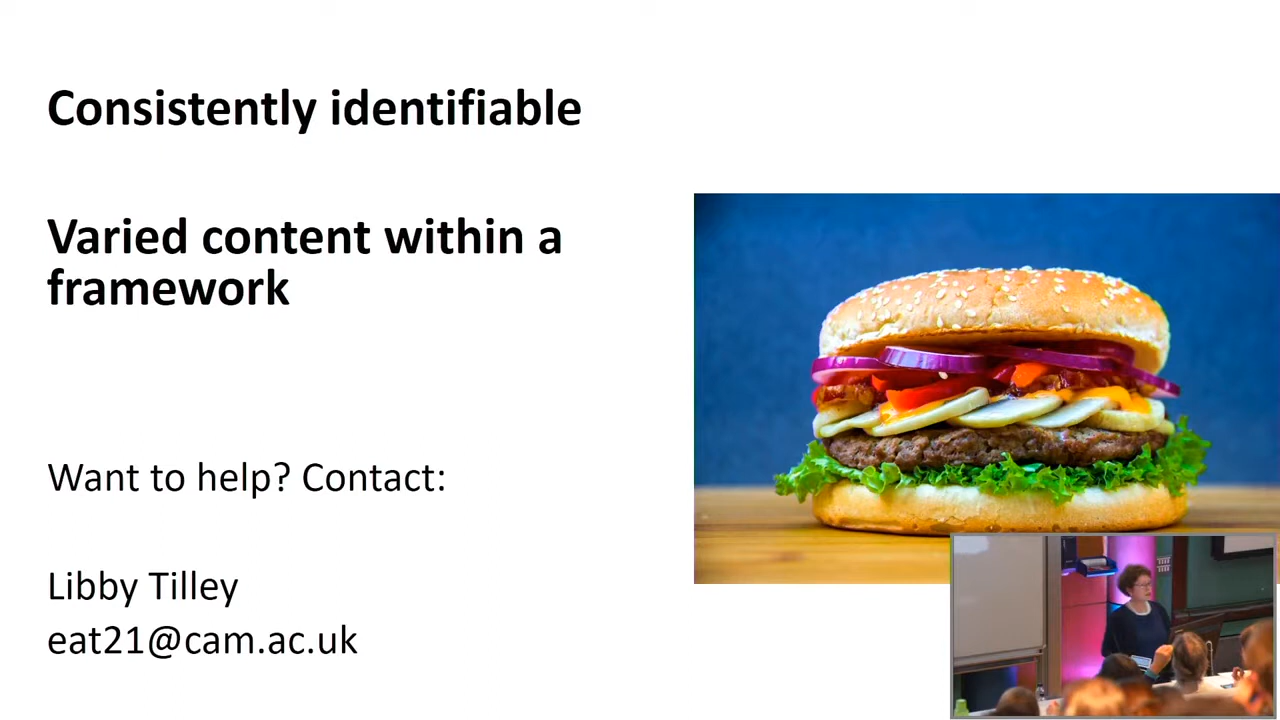 Consistently identifiable
Varied content within a
framework
Want to help? Contact:
Libby Tilley
eat21@cam.ac.uk